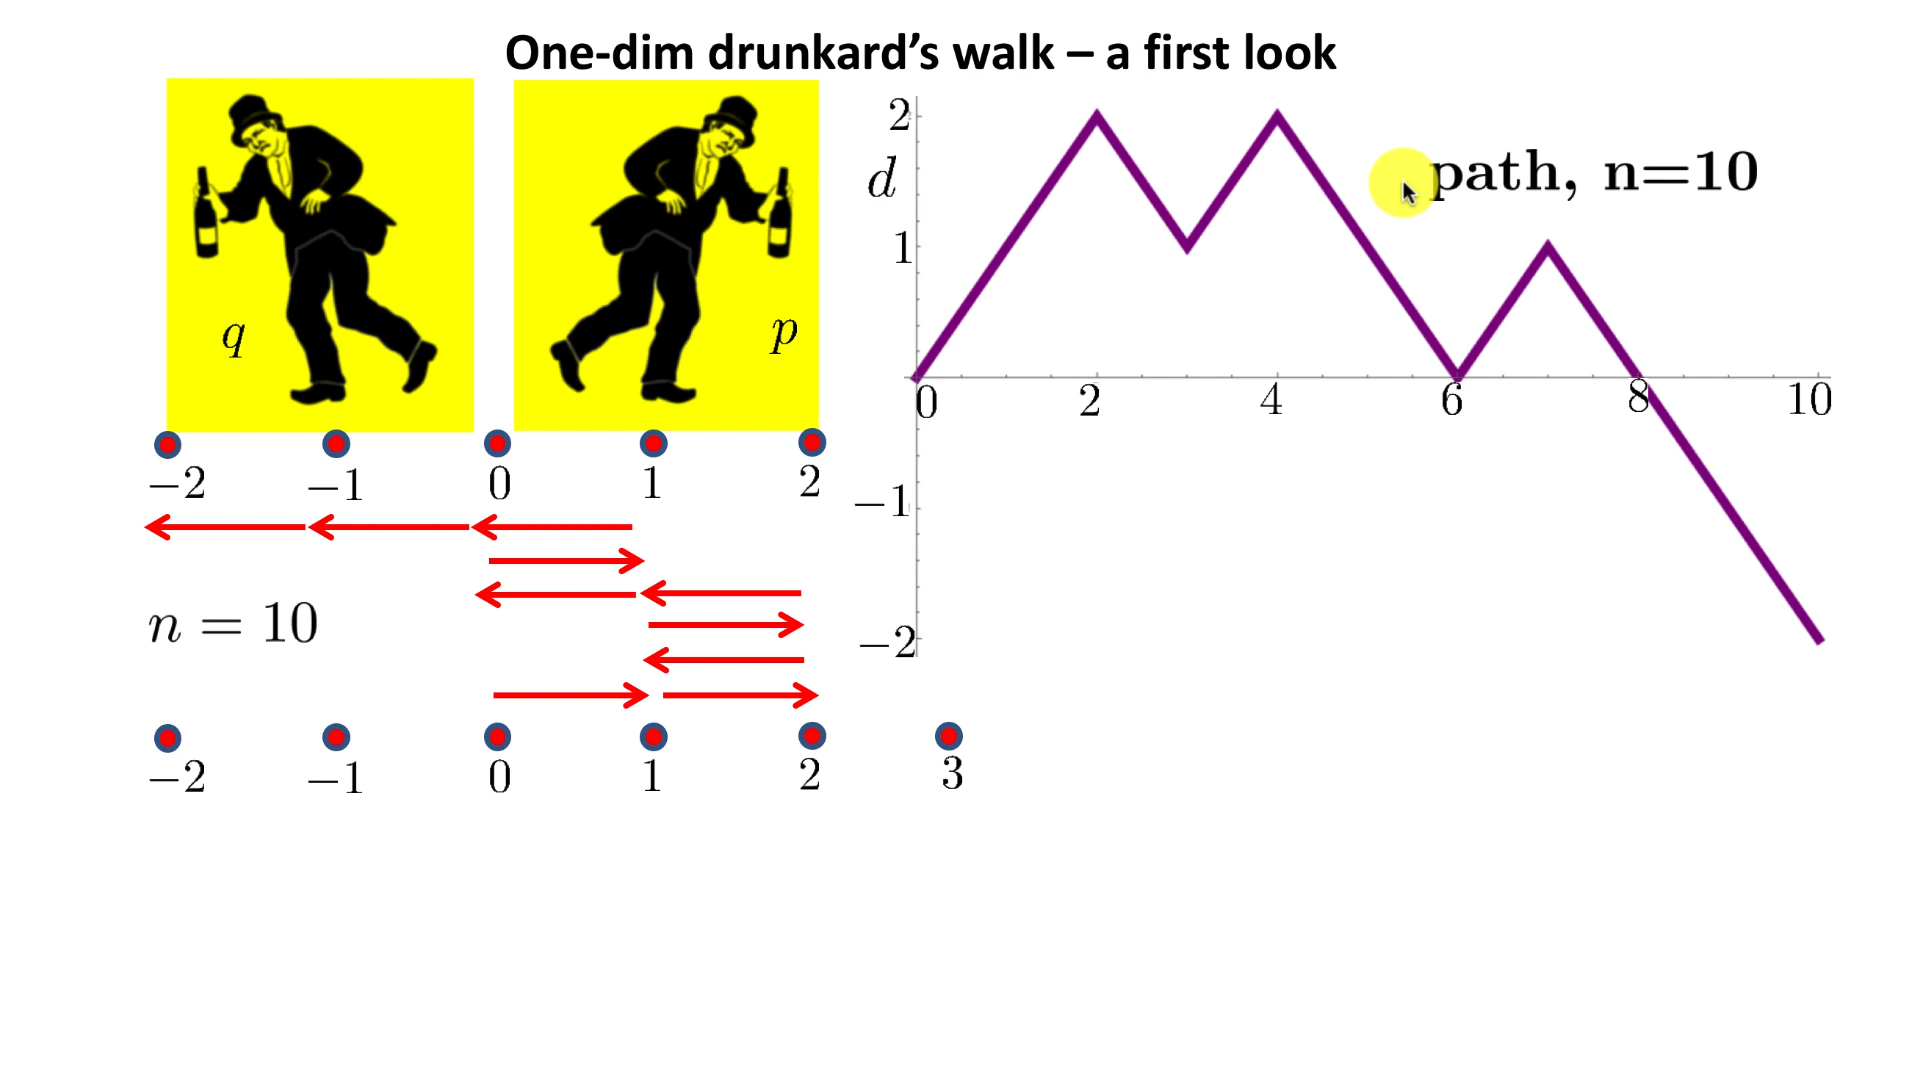 One-dim drunkard’s walk – a first look
q
p
−2 −1 0 1 2
n = 10
−2 −1 0 1 2 3
2
d
path, n=10
1
0 2 4 6 8 10
−1
−2